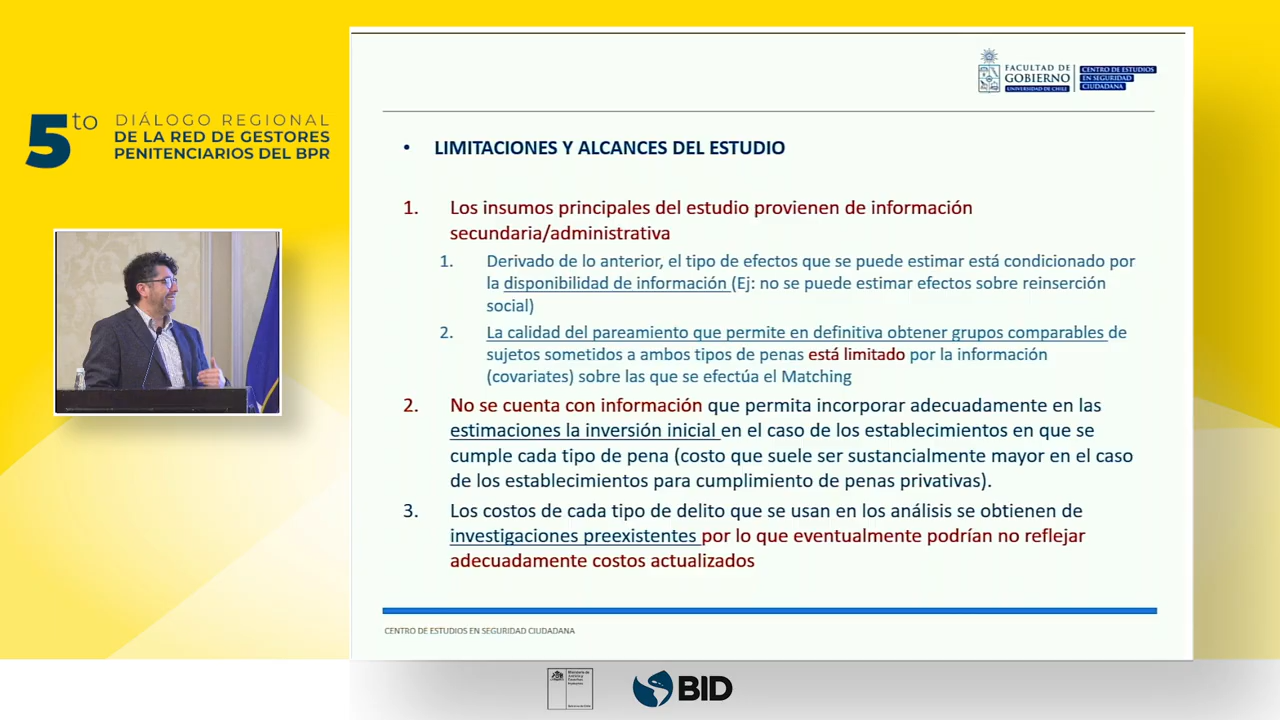 5to DIÁLOGO REGIONAL
DE LA RED DE GESTORES
PENITENCIARIOS DEL BPR
FACULTAD DE
GOBIERNO
UNIVERSIDAD DE CHILE
CENTRO DE ESTUDIOS
EN SEGURIDAD
CIUDADANA
• LIMITACIONES Y ALCANCES DEL ESTUDIO
1. Los insumos principales del estudio provienen de información
secundaria/administrativa
1. Derivado de lo anterior, el tipo de efectos que se puede estimar está condicionado por
la disponibilidad de información (Ej: no se puede estimar efectos sobre reinserción
social)
2. La calidad del pareamiento que permite en definitiva obtener grupos comparables de
sujetos sometidos a ambos tipos de penas está limitado por la información
(covariates) sobre las que se efectúa el Matching
2. No se cuenta con información que permita incorporar adecuadamente en las
estimaciones la inversión inicial en el caso de los establecimientos en que se
cumple cada tipo de pena (costo que suele ser sustancialmente mayor en el caso
de los establecimientos para cumplimiento de penas privativas).
3. Los costos de cada tipo de delito que se usan en los análisis se obtienen de
investigaciones preexistentes por lo que eventualmente podrían no reflejar
adecuadamente costos actualizados
CENTRO DE ESTUDIOS EN SEGURIDAD CIUDADANA
BID